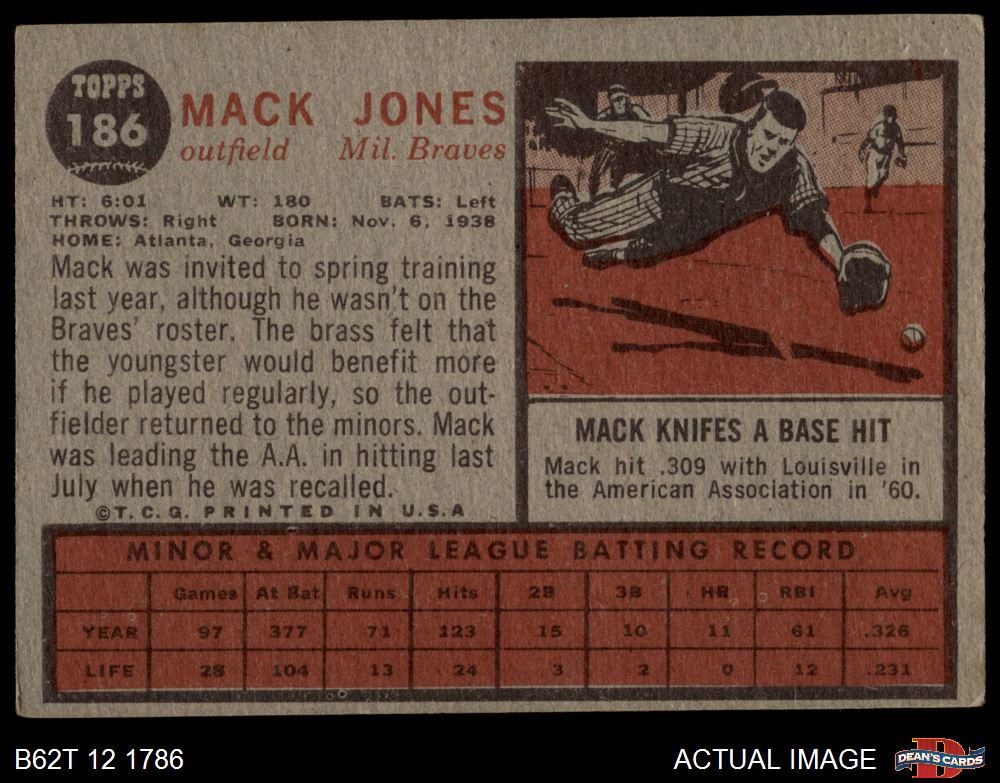 TOPPS
186
MACK JONES
outfield Mil. Braves
HT: 6:01 WT: 180 BATS: Left
THROWS: Right BORN: Nov. 6, 1938
HOME: Atlanta, Georgia
Mack was invited to spring training
last year, although he wasn't on the
Braves' roster. The brass felt that
the youngster would benefit more
if he played regularly, so the out-
fielder returned to the minors. Mack
was leading the A.A. in hitting last
July when he was recalled.
©T.C.G. PRINTED IN U.S.A
MACK KNIFES A BASE HIT
Mack hit .309 with Louisville in
the American Association in '60.
MINOR & MAJOR LEAGUE BATTING RECORD
Games At Bat Runs Hits 2B 3B HR RBI Avg
YEAR 97 377 71 123 15 10 11 61 .326
LIFE 28 104 13 24 3 2 0 12 .231
B62T 12 1786
ACTUAL IMAGE
D
DEAN'S CARDS